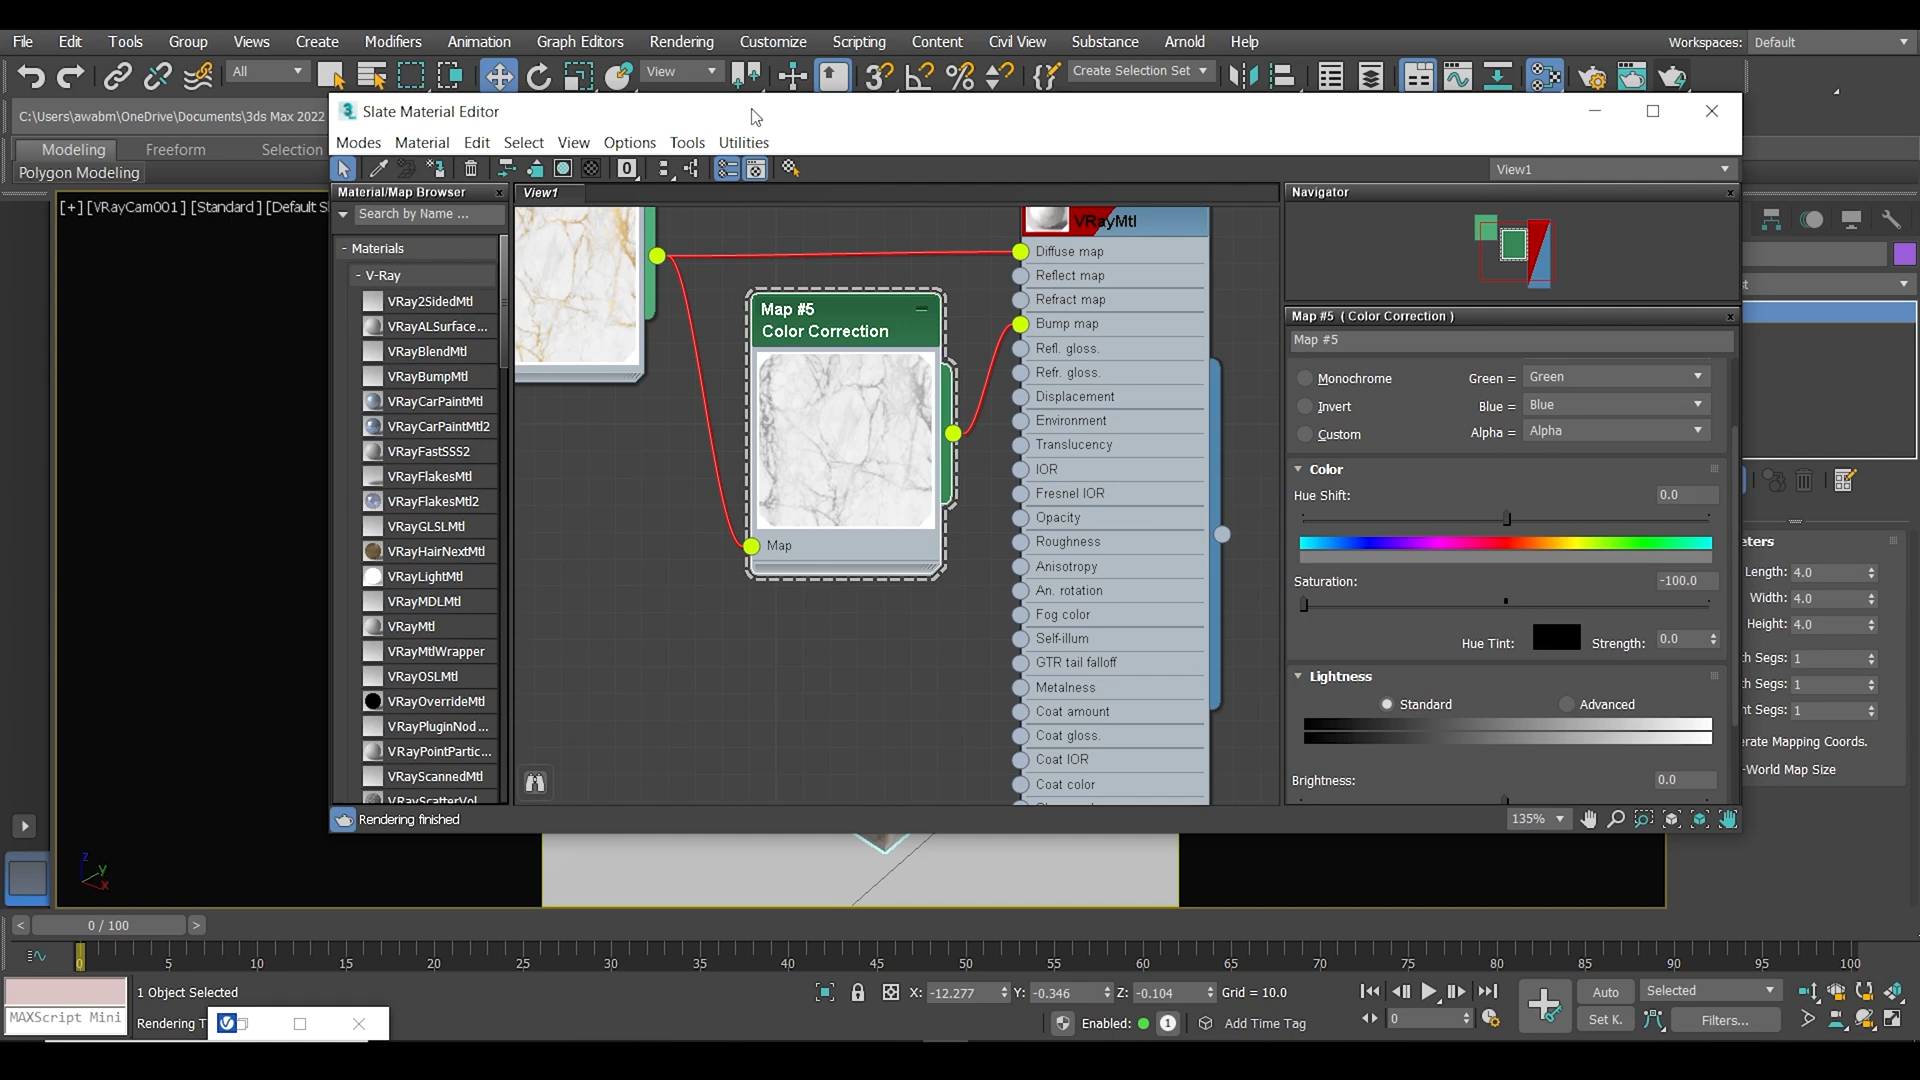 File Edit Tools Group Views Create Modifiers Animation Graph Editors Rendering Customize Scripting Content Civil View Substance Arnold Help Workspaces: Default
All View Create Selection Set
C:\Users\awabm\OneDrive\Documents\3ds Max 2022
Slate Material Editor
Modes Material Edit Select View Options Tools Utilities
Modeling Freeform Selection
Polygon Modeling
View1
[+] [VRayCam001] [Standard] [Default S
Material/Map Browser
Search by Name ...
- Materials
- V-Ray
VRay2SidedMtl
VRayALSurface...
VRayBlendMtl
VRayBumpMtl
VRayCarPaintMtl
VRayCarPaintMtl2
VRayFastSSS2
VRayFlakesMtl
VRayFlakesMtl2
VRayGLSLMtl
VRayHairNextMtl
VRayLightMtl
VRayMDLMtl
VRayMtl
VRayMtlWrapper
VRayOSLMtl
VRayOverrideMtl
VRayPluginNod...
VRayPointPartic...
VRayScannedMtl
VRayScatterVol
View1
Map #5
Color Correction
Map
VRayMtl
Diffuse map
Reflect map
Refract map
Bump map
Refl. gloss.
Refr. gloss.
Displacement
Environment
Translucency
IOR
Fresnel IOR
Opacity
Roughness
Anisotropy
An. rotation
Fog color
Self-illum
GTR tail falloff
Metalness
Coat amount
Coat gloss.
Coat IOR
Coat color
Navigator
Map #5 ( Color Correction )
Map #5
Monochrome Green = Green
Invert Blue = Blue
Custom Alpha = Alpha
Color
Hue Shift: 0.0
Saturation: -100.0
Hue Tint: Strength: 0.0
Lightness
Standard Advanced
Brightness: 0.0
st
eters
Length: 4.0
Width: 4.0
Height: 4.0
h Segs: 1
h Segs: 1
nt Segs: 1
erate Mapping Coords.
-World Map Size
Rendering finished
135%
z y x
< 0 / 100 >
0 5 10 15 20 25 30 35 40 45 50 55 60 65 70 75 80 85 90 95 100
1 Object Selected
X: -12.277 Y: -0.346 Z: -0.104 Grid = 10.0
Auto Selected
MAXScript Mini
Rendering T
Enabled: 1 Add Time Tag
0
Set K. Filters...